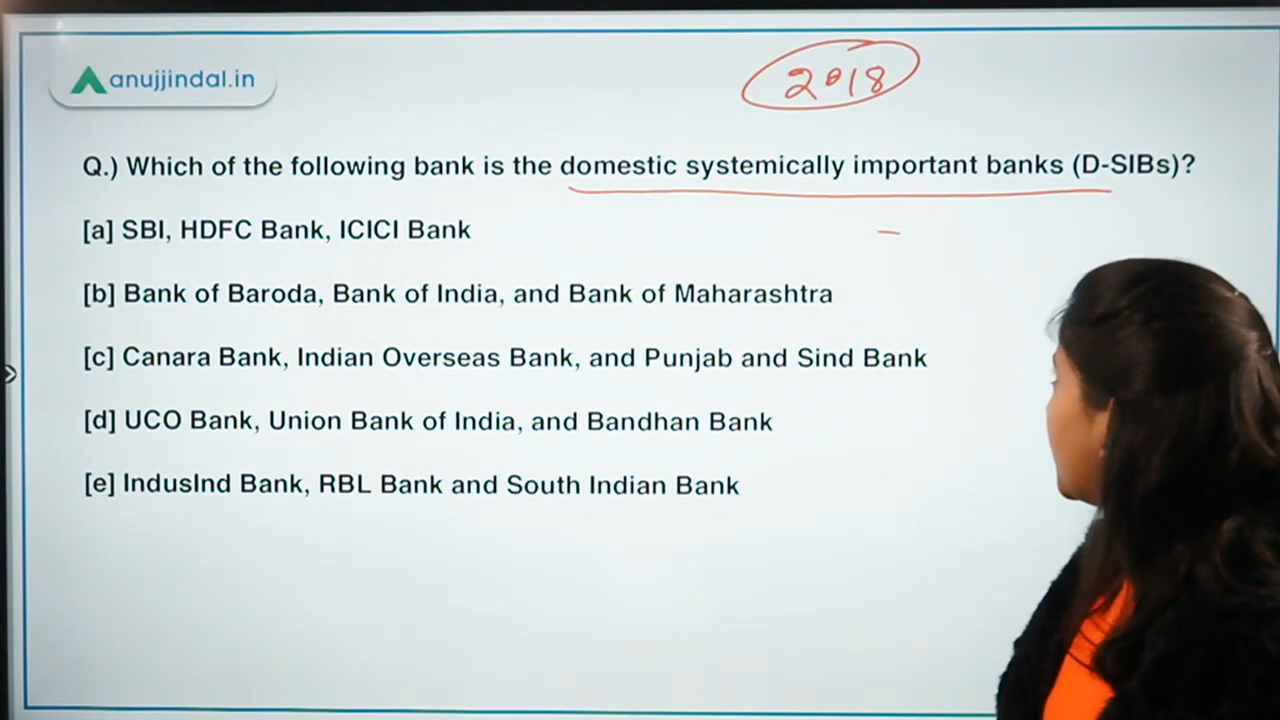 anujjindal.in
2018
Q.) Which of the following bank is the domestic systemically important banks (D-SIBs)?
[a] SBI, HDFC Bank, ICICI Bank
[b] Bank of Baroda, Bank of India, and Bank of Maharashtra
[c] Canara Bank, Indian Overseas Bank, and Punjab and Sind Bank
[d] UCO Bank, Union Bank of India, and Bandhan Bank
[e] IndusInd Bank, RBL Bank and South Indian Bank